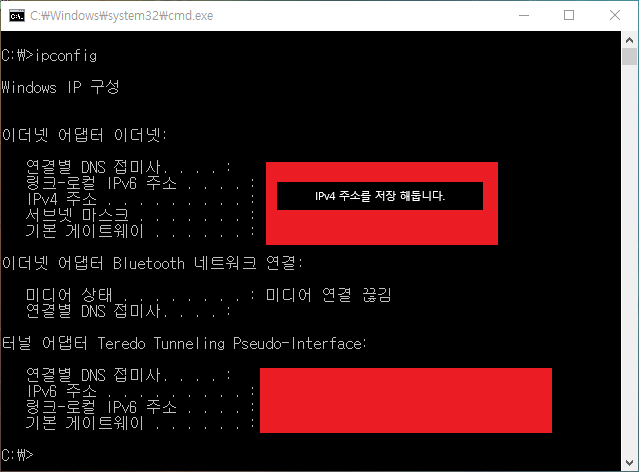 C:\Windows\system32\cmd.exe
C:\>ipconfig
Windows IP 구성
이더넷 어댑터 이더넷:
연결별 DNS 접미사. . . . :
링크-로컬 IPv6 주소 . . . . :
IPv4 주소 . . . . . . . . . :
서브넷 마스크 . . . . . . . :
기본 게이트웨이 . . . . . . :
IPv4 주소를 저장 해둡니다.
이더넷 어댑터 Bluetooth 네트워크 연결:
미디어 상태 . . . . . . . . : 미디어 연결 끊김
연결별 DNS 접미사. . . . :
터널 어댑터 Teredo Tunneling Pseudo-Interface:
연결별 DNS 접미사. . . . :
IPv6 주소 . . . . . . . . . :
링크-로컬 IPv6 주소 . . . . :
기본 게이트웨이 . . . . . . :
C:\>